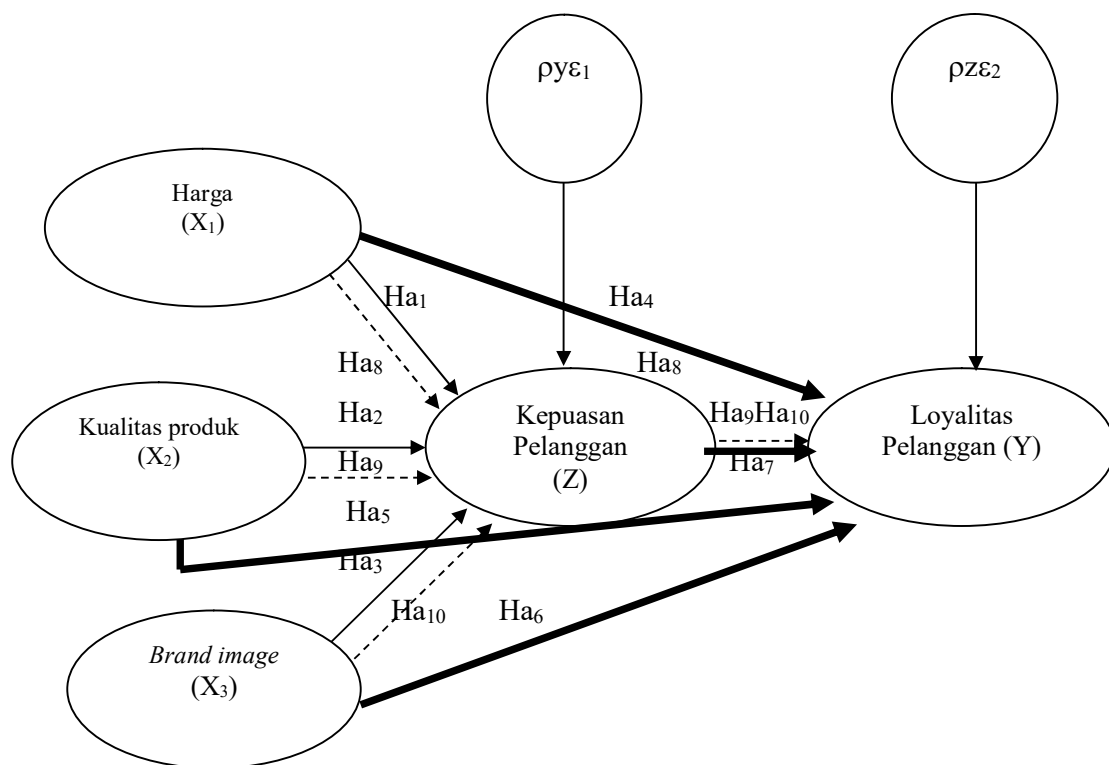 ρyε₁
ρzε₂
Harga
(X₁)
Ha₁
Ha₄
Ha₈
Ha₈
Ha₂
Kepuasan
Pelanggan
(Z)
Ha₉Ha₁₀
Loyalitas
Pelanggan (Y)
Kualitas produk
(X₂)
Ha₉
Ha₇
Ha₅
Ha₃
Ha₁₀
Ha₆
Brand image
(X₃)